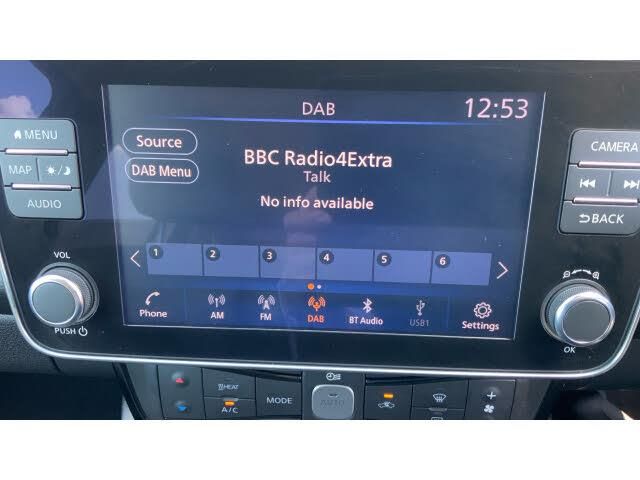 DAB 12:53
MENU
MAP
AUDIO
Source
DAB Menu
BBC Radio4Extra
Talk
No info available
CAMERA
BACK
1 2 3 4 5 6
VOL
PUSH
Phone AM FM DAB BT Audio USB1 Settings
OK
HEAT
A/C
MODE
AUTO